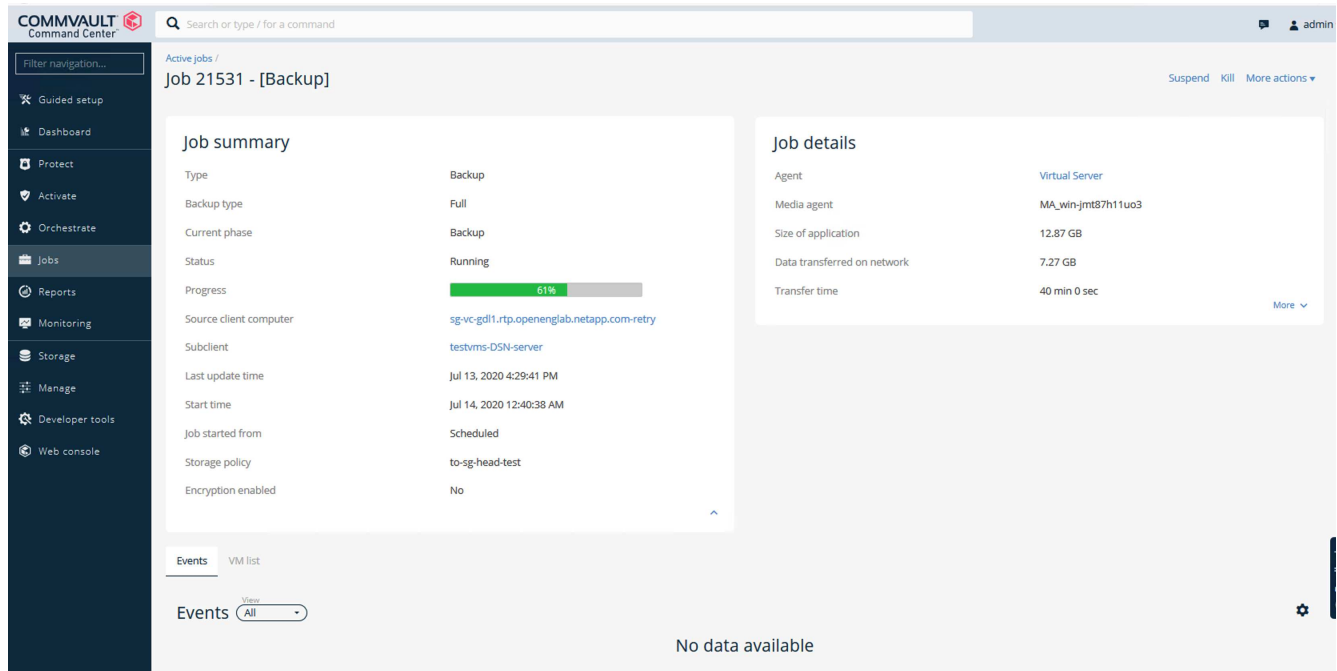 COMMVAULT
Command Center™
Search or type / for a command
admin
Filter navigation...
Guided setup
Dashboard
Protect
Activate
Orchestrate
Jobs
Reports
Monitoring
Storage
Manage
Developer tools
Web console
Active jobs /
Job 21531 - [Backup]
Suspend Kill More actions
Job summary
Type Backup
Backup type Full
Current phase Backup
Status Running
Progress 61%
Source client computer sg-vc-gdl1.rtp.openenglab.netapp.com-retry
Subclient testvms-DSN-server
Last update time Jul 13, 2020 4:29:41 PM
Start time Jul 14, 2020 12:40:38 AM
Job started from Scheduled
Storage policy to-sg-head-test
Encryption enabled No
Job details
Agent Virtual Server
Media agent MA_win-jmt87h11uo3
Size of application 12.87 GB
Data transferred on network 7.27 GB
Transfer time 40 min 0 sec
More
Events VM list
View
Events All
No data available